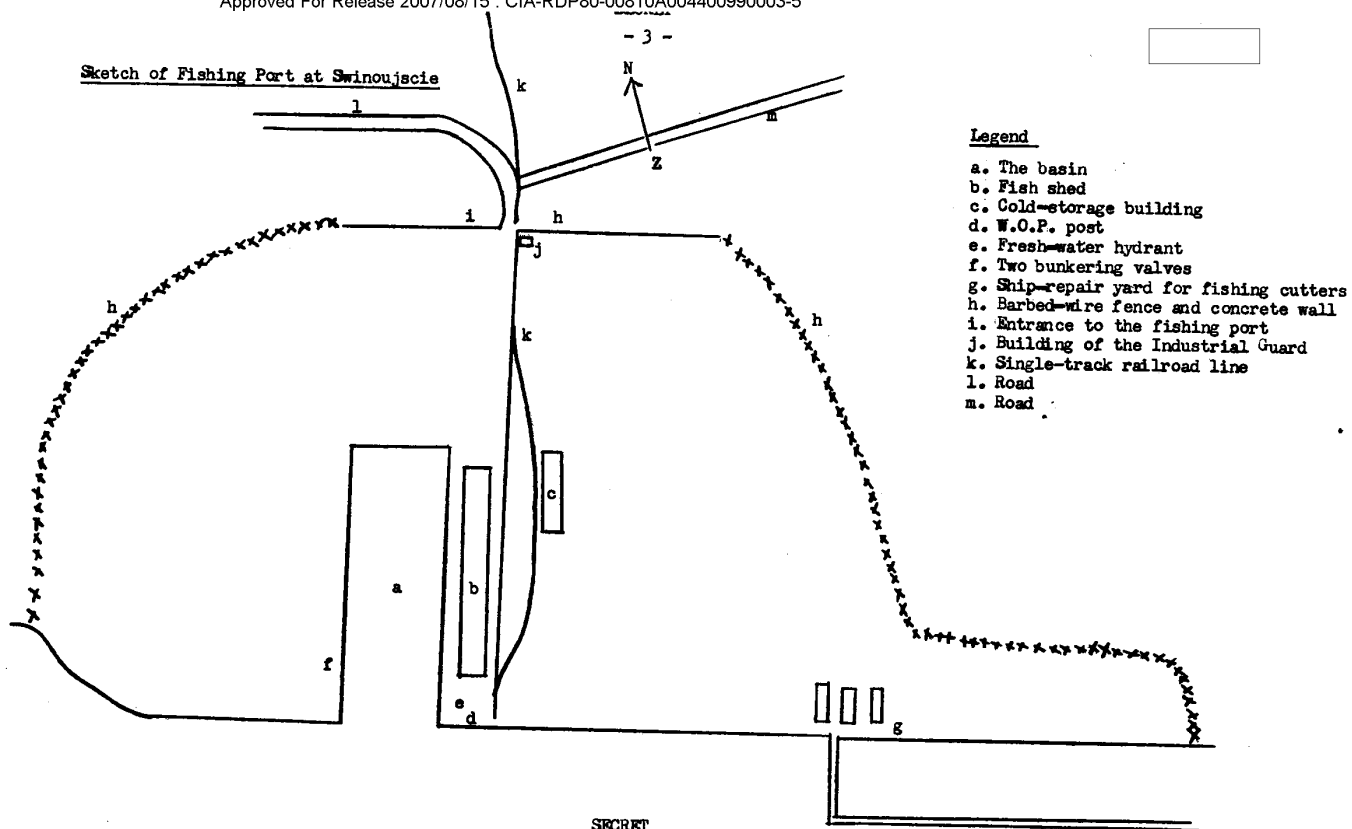 Approved For Release 2007/08/15 : CIA-RDP80-00810A004400990003-5
- 3 -
Sketch of Fishing Port at Swinoujscie
N
k
l
m
Z
Legend
a. The basin
b. Fish shed
c. Cold-storage building
d. W.O.P. post
e. Fresh-water hydrant
f. Two bunkering valves
g. Ship-repair yard for fishing cutters
h. Barbed-wire fence and concrete wall
i. Entrance to the fishing port
j. Building of the Industrial Guard
k. Single-track railroad line
l. Road
m. Road
i
h
j
h
k
h
c
a
b
f
e
d
g
SECRET